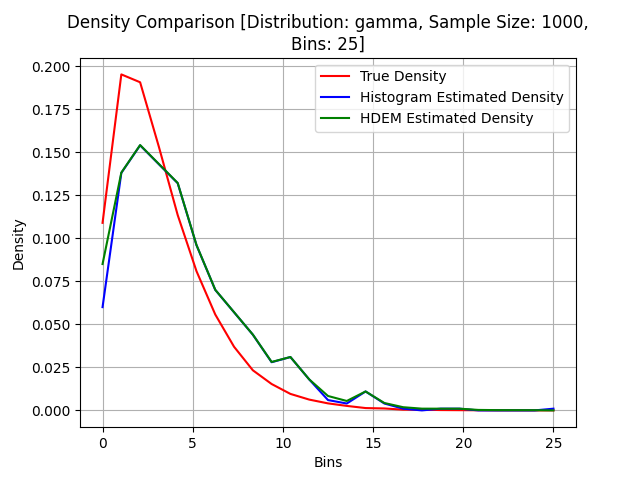 Density Comparison [Distribution: gamma, Sample Size: 1000,
Bins: 25]
True Density
Histogram Estimated Density
HDEM Estimated Density
Density
0.200
0.175
0.150
0.125
0.100
0.075
0.050
0.025
0.000
0 5 10 15 20 25
Bins